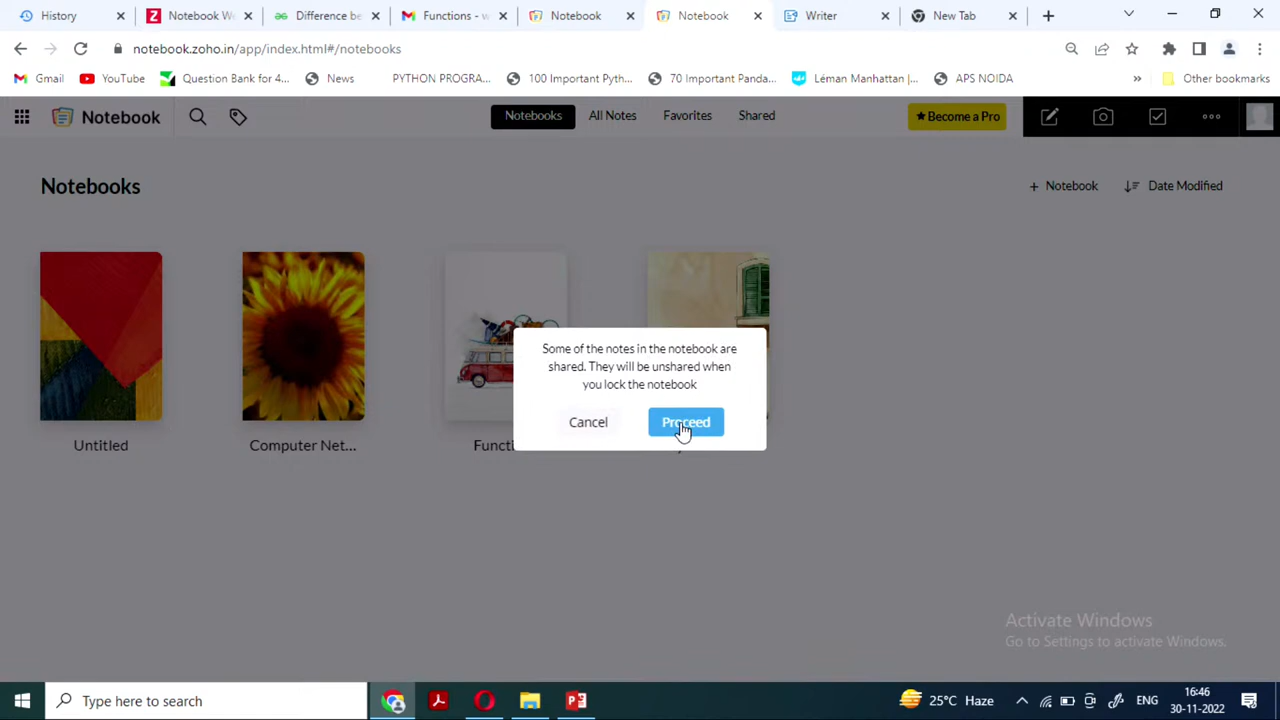 History
Notebook We
Difference be
Functions - w
Notebook
Notebook
Writer
New Tab
notebook.zoho.in/app/index.html#/notebooks
Gmail
YouTube
Question Bank for 4...
News
PYTHON PROGRA...
100 Important Pyth...
70 Important Panda...
Léman Manhattan |...
APS NOIDA
»
Other bookmarks
Notebook
Notebooks
All Notes
Favorites
Shared
Become a Pro
Notebooks
+ Notebook
Date Modified
Some of the notes in the notebook are
shared. They will be unshared when
you lock the notebook
Cancel
Proceed
Untitled
Computer Net...
Functi
Activate Windows
Go to Settings to activate Windows.
Type here to search
25°C Haze
ENG
16:46
30-11-2022